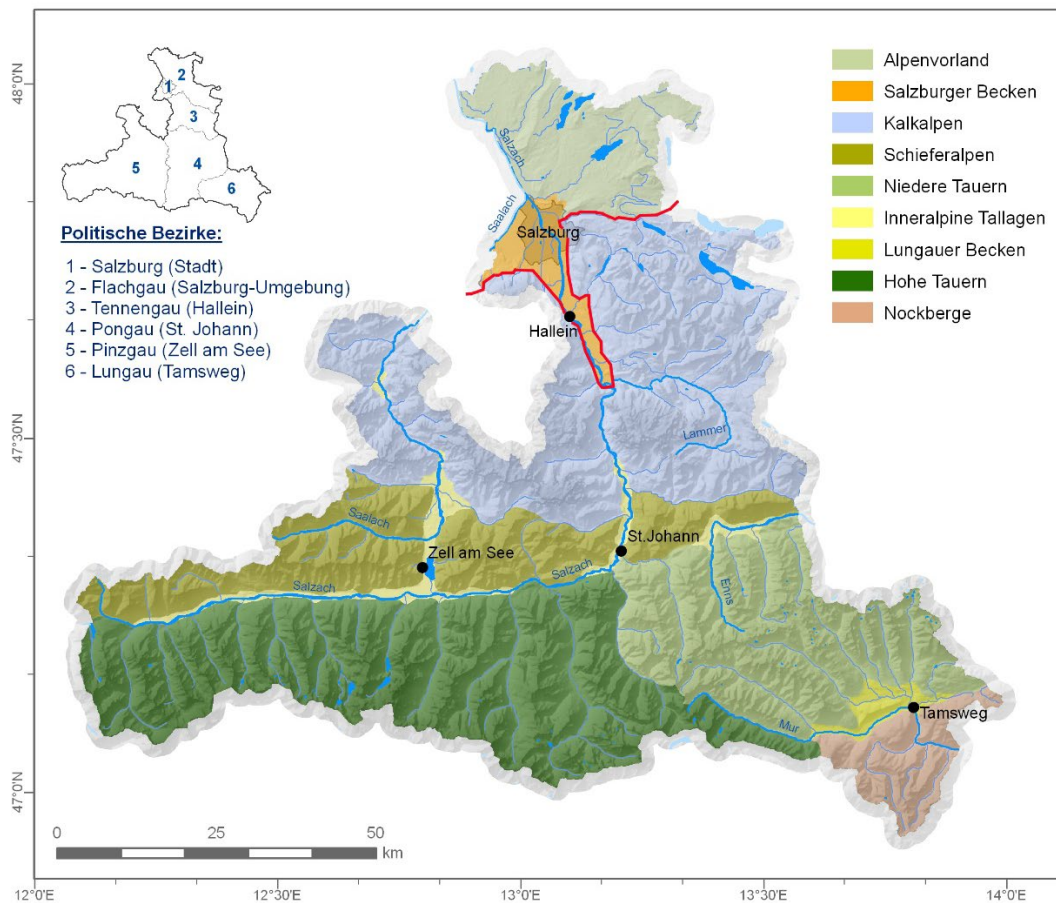 48°0'N
47°30'N
47°0'N
1
2
3
4
5
6
Politische Bezirke:
1 - Salzburg (Stadt)
2 - Flachgau (Salzburg-Umgebung)
3 - Tennengau (Hallein)
4 - Pongau (St. Johann)
5 - Pinzgau (Zell am See)
6 - Lungau (Tamsweg)
Alpenvorland
Salzburger Becken
Kalkalpen
Schieferalpen
Niedere Tauern
Inneralpine Tallagen
Lungauer Becken
Hohe Tauern
Nockberge
Salzach
Saalach
Salzburg
Hallein
Lammer
Saalach
Zell am See
St.Johann
Salzach
Salzach
Enns
Mur
Tamsweg
0 25 50
km
12°0'E 12°30'E 13°0'E 13°30'E 14°0'E